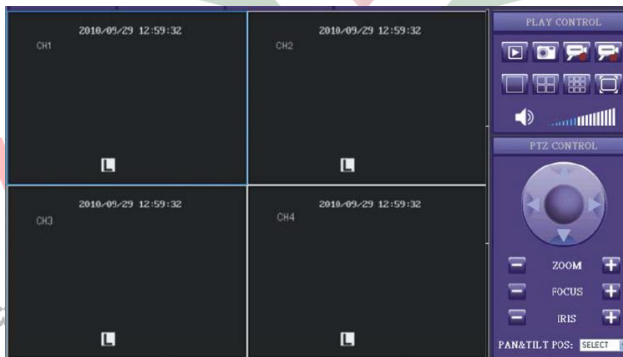 2010/09/29 12:59:32
CH1
L
2010/09/29 12:59:32
CH2
L
2010/09/29 12:59:32
CH3
L
2010/09/29 12:59:32
CH4
L
PLAY CONTROL
PTZ CONTROL
ZOOM
FOCUS
IRIS
PAN&TILT POS: SELECT